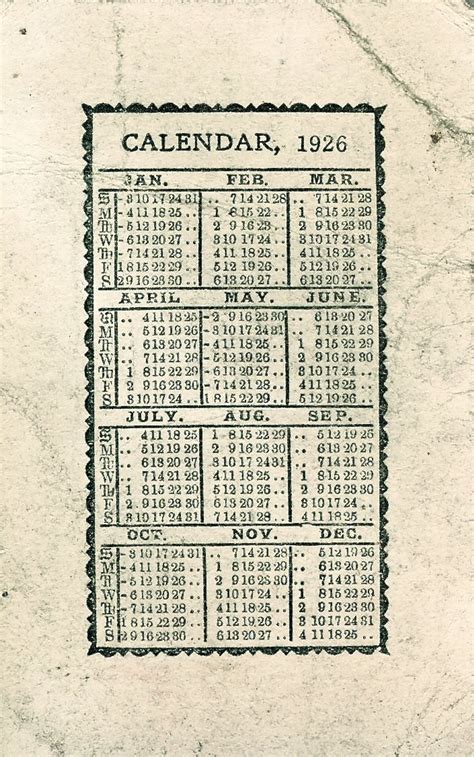 CALENDAR, 1926
JAN. FEB. MAR.
S - 3 10 17 24 31 .. 7 14 21 28 .. 7 14 21 28
M - 4 11 18 25 .. 1 8 15 22 .. 1 8 15 22 29
T - 5 12 19 26 .. 2 9 16 23 .. 2 9 16 23 30
W - 6 13 20 27 .. 3 10 17 24 .. 3 10 17 24 31
Th - 7 14 21 28 .. 4 11 18 25 .. 4 11 18 25 ..
F 1 8 15 22 29 .. 5 12 19 26 .. 5 12 19 26 ..
S 2 9 16 23 30 .. 6 13 20 27 .. 6 13 20 27 ..
APRIL MAY. JUNE.
S .. 4 11 18 25 - 2 9 16 23 30 .. 6 13 20 27
M .. 5 12 19 26 - 3 10 17 24 31 .. 7 14 21 28
T .. 6 13 20 27 - 4 11 18 25 .. 1 8 15 22 29
W .. 7 14 21 28 - 5 12 19 26 .. 2 9 16 23 30
Th 1 8 15 22 29 - 6 13 20 27 .. 3 10 17 24 ..
F 2 9 16 23 30 - 7 14 21 28 .. 4 11 18 25 ..
S 3 10 17 24 .. 1 8 15 22 29 .. 5 12 19 26 ..
JULY. AUG. SEP.
S .. 4 11 18 25 1 8 15 22 29 .. 5 12 19 26
M .. 5 12 19 26 2 9 16 23 30 .. 6 13 20 27
T .. 6 13 20 27 3 10 17 24 31 .. 7 14 21 28
W .. 7 14 21 28 4 11 18 25 .. 1 8 15 22 29
Th 1 8 15 22 29 5 12 19 26 .. 2 9 16 23 30
F 2 9 16 23 30 6 13 20 27 .. 3 10 17 24 ..
S 3 10 17 24 31 7 14 21 28 .. 4 11 18 25 ..
OCT. NOV. DEC.
S - 3 10 17 24 31 .. 7 14 21 28 .. 5 12 19 26
M - 4 11 18 25 .. 1 8 15 22 29 .. 6 13 20 27
T - 5 12 19 26 .. 2 9 16 23 30 .. 7 14 21 28
W - 6 13 20 27 .. 3 10 17 24 .. 1 8 15 22 29
Th - 7 14 21 28 .. 4 11 18 25 .. 2 9 16 23 30
F 1 8 15 22 29 .. 5 12 19 26 .. 3 10 17 24 31
S 2 9 16 23 30 .. 6 13 20 27 .. 4 11 18 25 ..